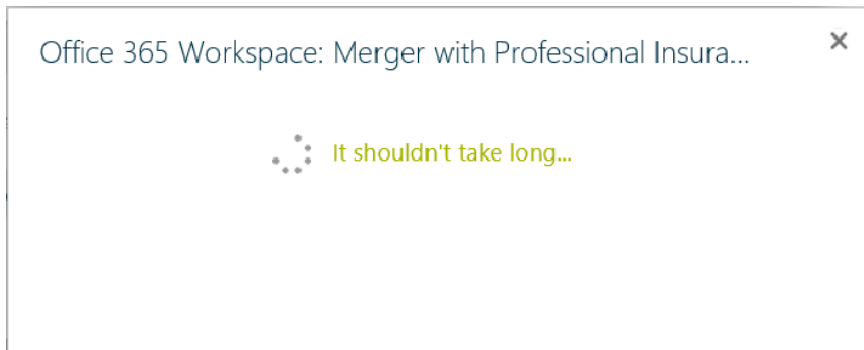 Office 365 Workspace: Merger with Professional Insura...
It shouldn't take long...